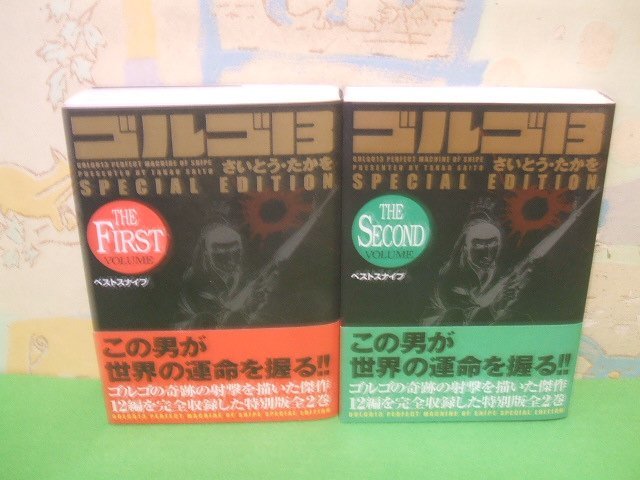 ゴルゴ13
GOLGO13 PERFECT MACHINE OF SNIPE
さいとう・たかを
PRESENTED BY TAKAO SAITO
SPECIAL EDITION
THE
FIRST
VOLUME
ベストスナイプ
この男が
世界の運命を握る!!
ゴルゴの奇跡の射撃を描いた傑作
12編を完全収録した特別版全2巻
GOLGO13 PERFECT MACHINE OF SNIPE SPECIAL EDITION
ゴルゴ13
GOLGO13 PERFECT MACHINE OF SNIPE
さいとう・たかを
PRESENTED BY TAKAO SAITO
SPECIAL EDITION
THE
SECOND
VOLUME
ベストスナイプ
この男が
世界の運命を握る!!
ゴルゴの奇跡の射撃を描いた傑作
12編を完全収録した特別版全2巻
GOLGO13 PERFECT MACHINE OF SNIPE SPECIAL EDITION